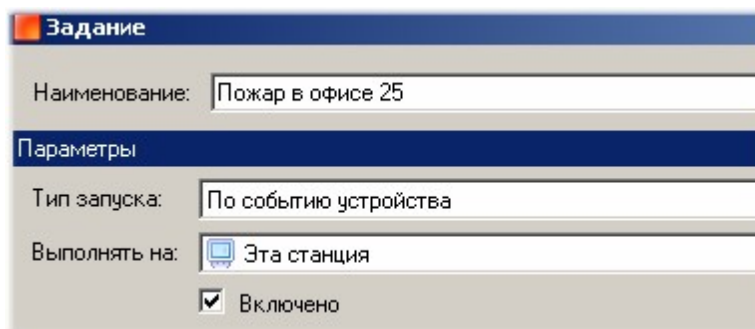 Задание
Наименование: Пожар в офисе 25
Параметры
Тип запуска: По событию устройства
Выполнять на: Эта станция
Включено